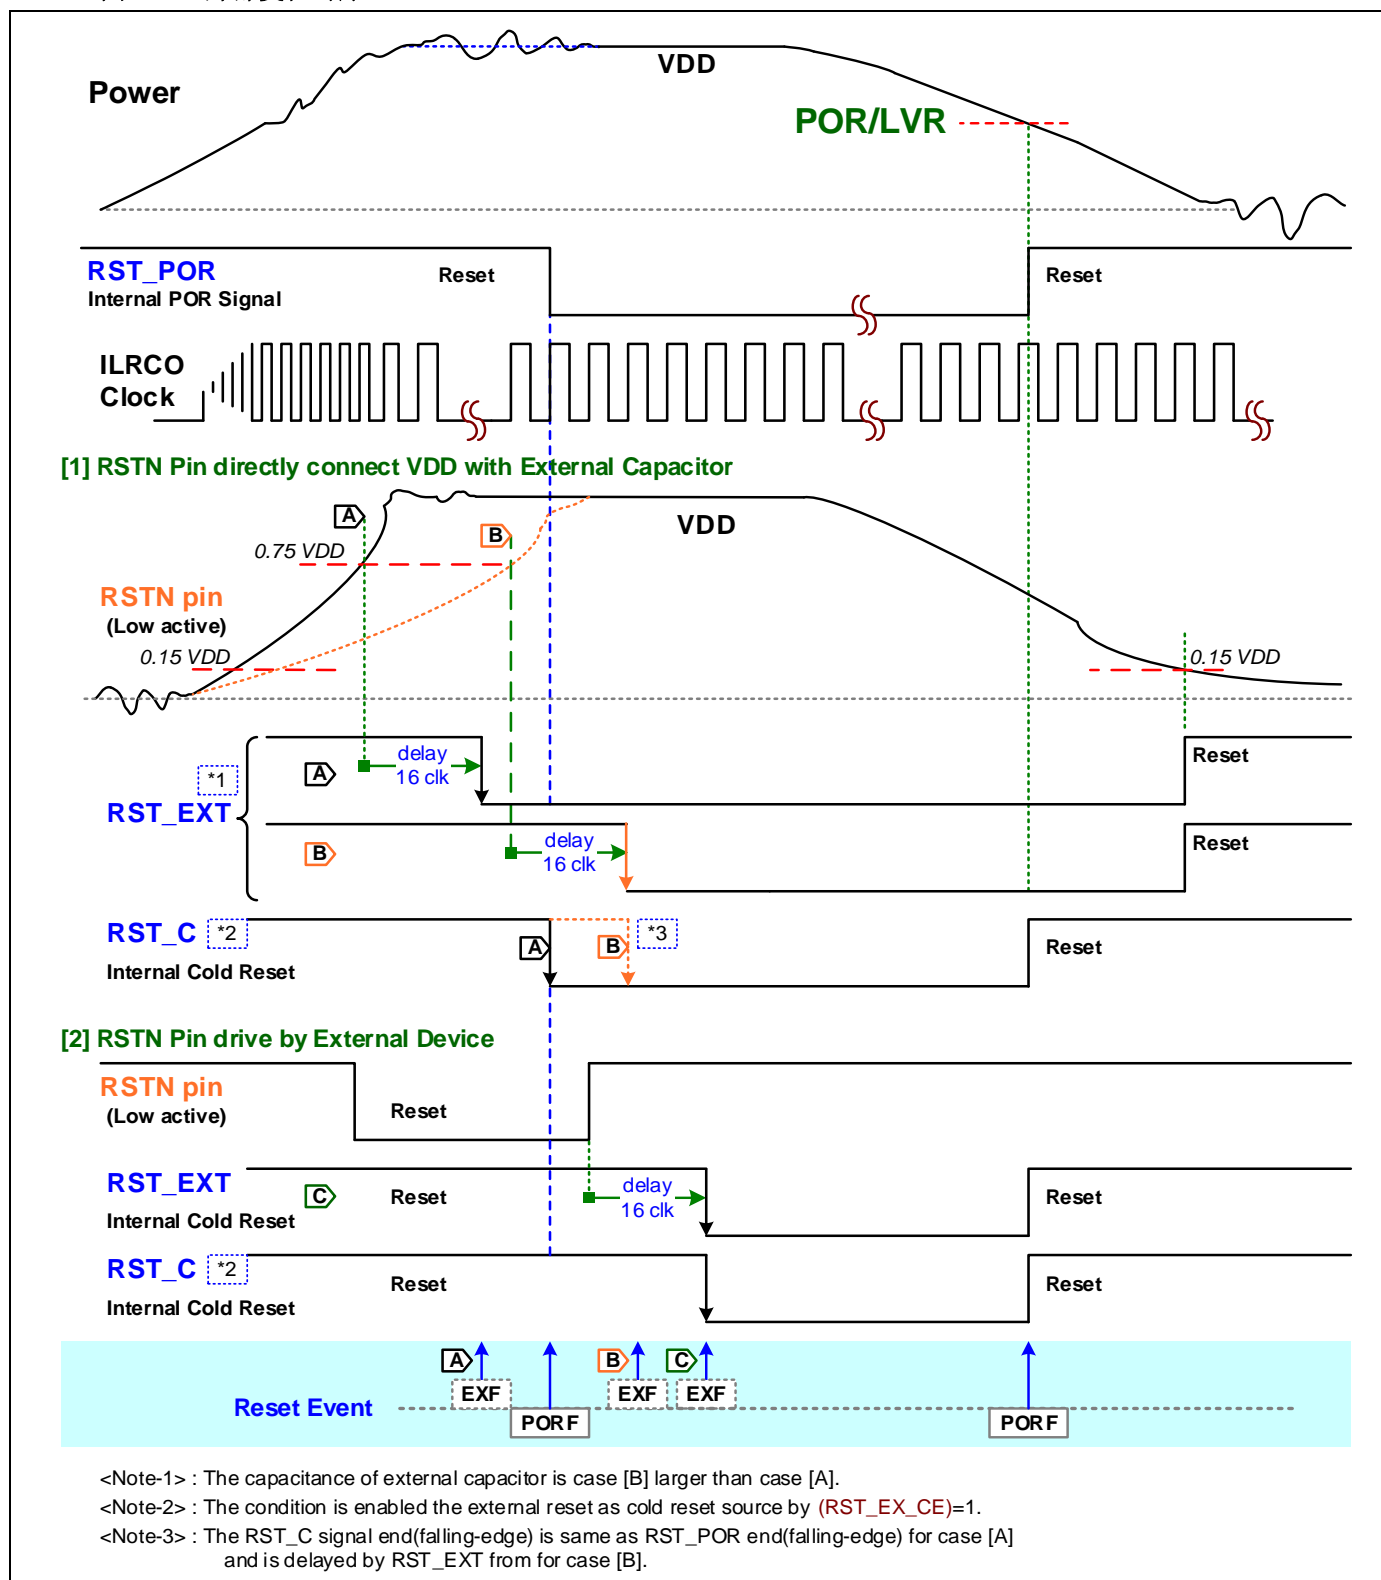 VDD
Power
POR/LVR
RST_POR
Reset
Reset
Internal POR Signal
ILRCO
Clock
[1] RSTN Pin directly connect VDD with External Capacitor
A
B
VDD
0.75 VDD
RSTN pin
(Low active)
0.15 VDD
0.15 VDD
*1
A
delay
16 clk
Reset
RST_EXT
B
delay
16 clk
Reset
RST_C
*2
A
B
*3
Reset
Internal Cold Reset
[2] RSTN Pin drive by External Device
RSTN pin
(Low active)
Reset
RST_EXT
C
Reset
delay
16 clk
Reset
Internal Cold Reset
RST_C
*2
Reset
Reset
Internal Cold Reset
A
B
C
EXF
EXF
EXF
Reset Event
PORF
PORF
<Note-1> : The capacitance of external capacitor is case [B] larger than case [A].
<Note-2> : The condition is enabled the external reset as cold reset source by (RST_EX_CE)=1.
<Note-3> : The RST_C signal end(falling-edge) is same as RST_POR end(falling-edge) for case [A]
and is delayed by RST_EXT from for case [B].